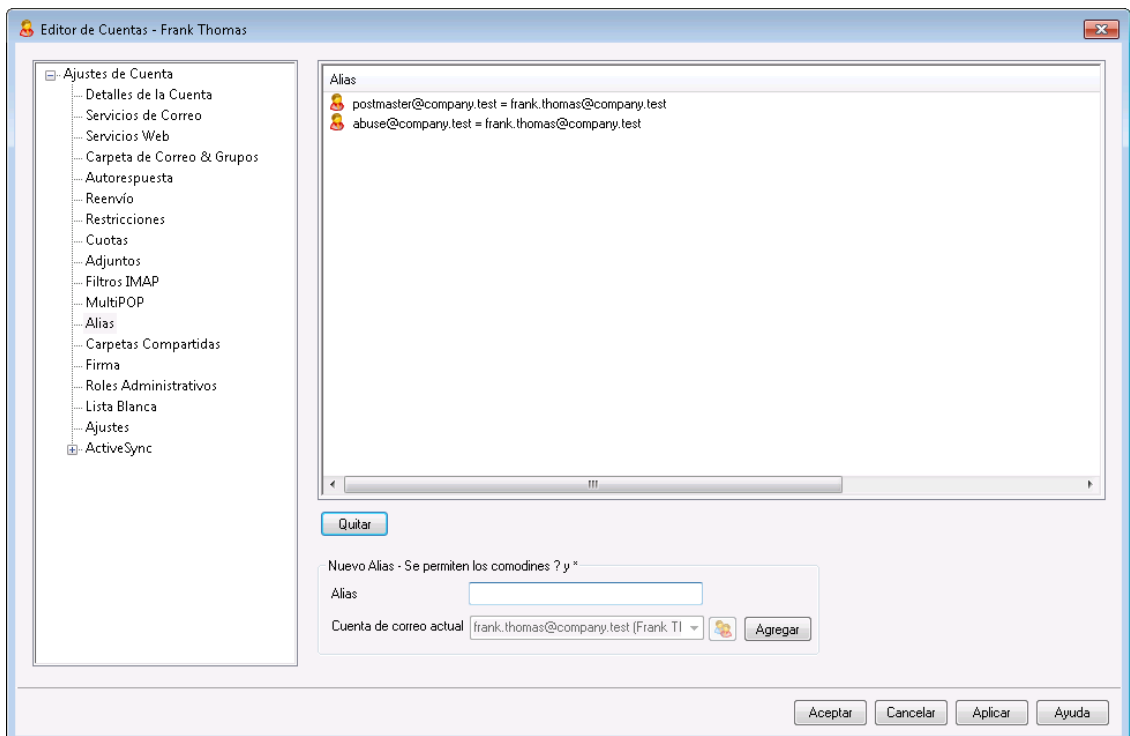 Editor de Cuentas - Frank Thomas
Ajustes de Cuenta
Detalles de la Cuenta
Servicios de Correo
Servicios Web
Carpeta de Correo & Grupos
Autorespuesta
Reenvío
Restricciones
Cuotas
Adjuntos
Filtros IMAP
MultiPOP
Alias
Carpetas Compartidas
Firma
Roles Administrativos
Lista Blanca
Ajustes
ActiveSync
Alias
postmaster@company.test = frank.thomas@company.test
abuse@company.test = frank.thomas@company.test
Quitar
Nuevo Alias - Se permiten los comodines ? y *
Alias
Cuenta de correo actual frank.thomas@company.test (Frank Agregar
Aceptar Cancelar Aplicar Ayuda